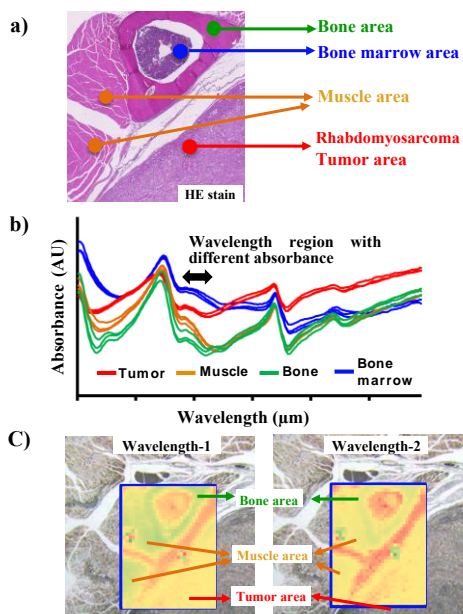 a)
Bone area
Bone marrow area
Muscle area
Rhabdomyosarcoma
Tumor area
HE stain
b)
Wavelength region with
different absorbance
Absorbance (AU)
Tumor
Muscle
Bone
Bone
marrow
Wavelength (μm)
C)
Wavelength-1
Wavelength-2
Bone area
Muscle area
Tumor area